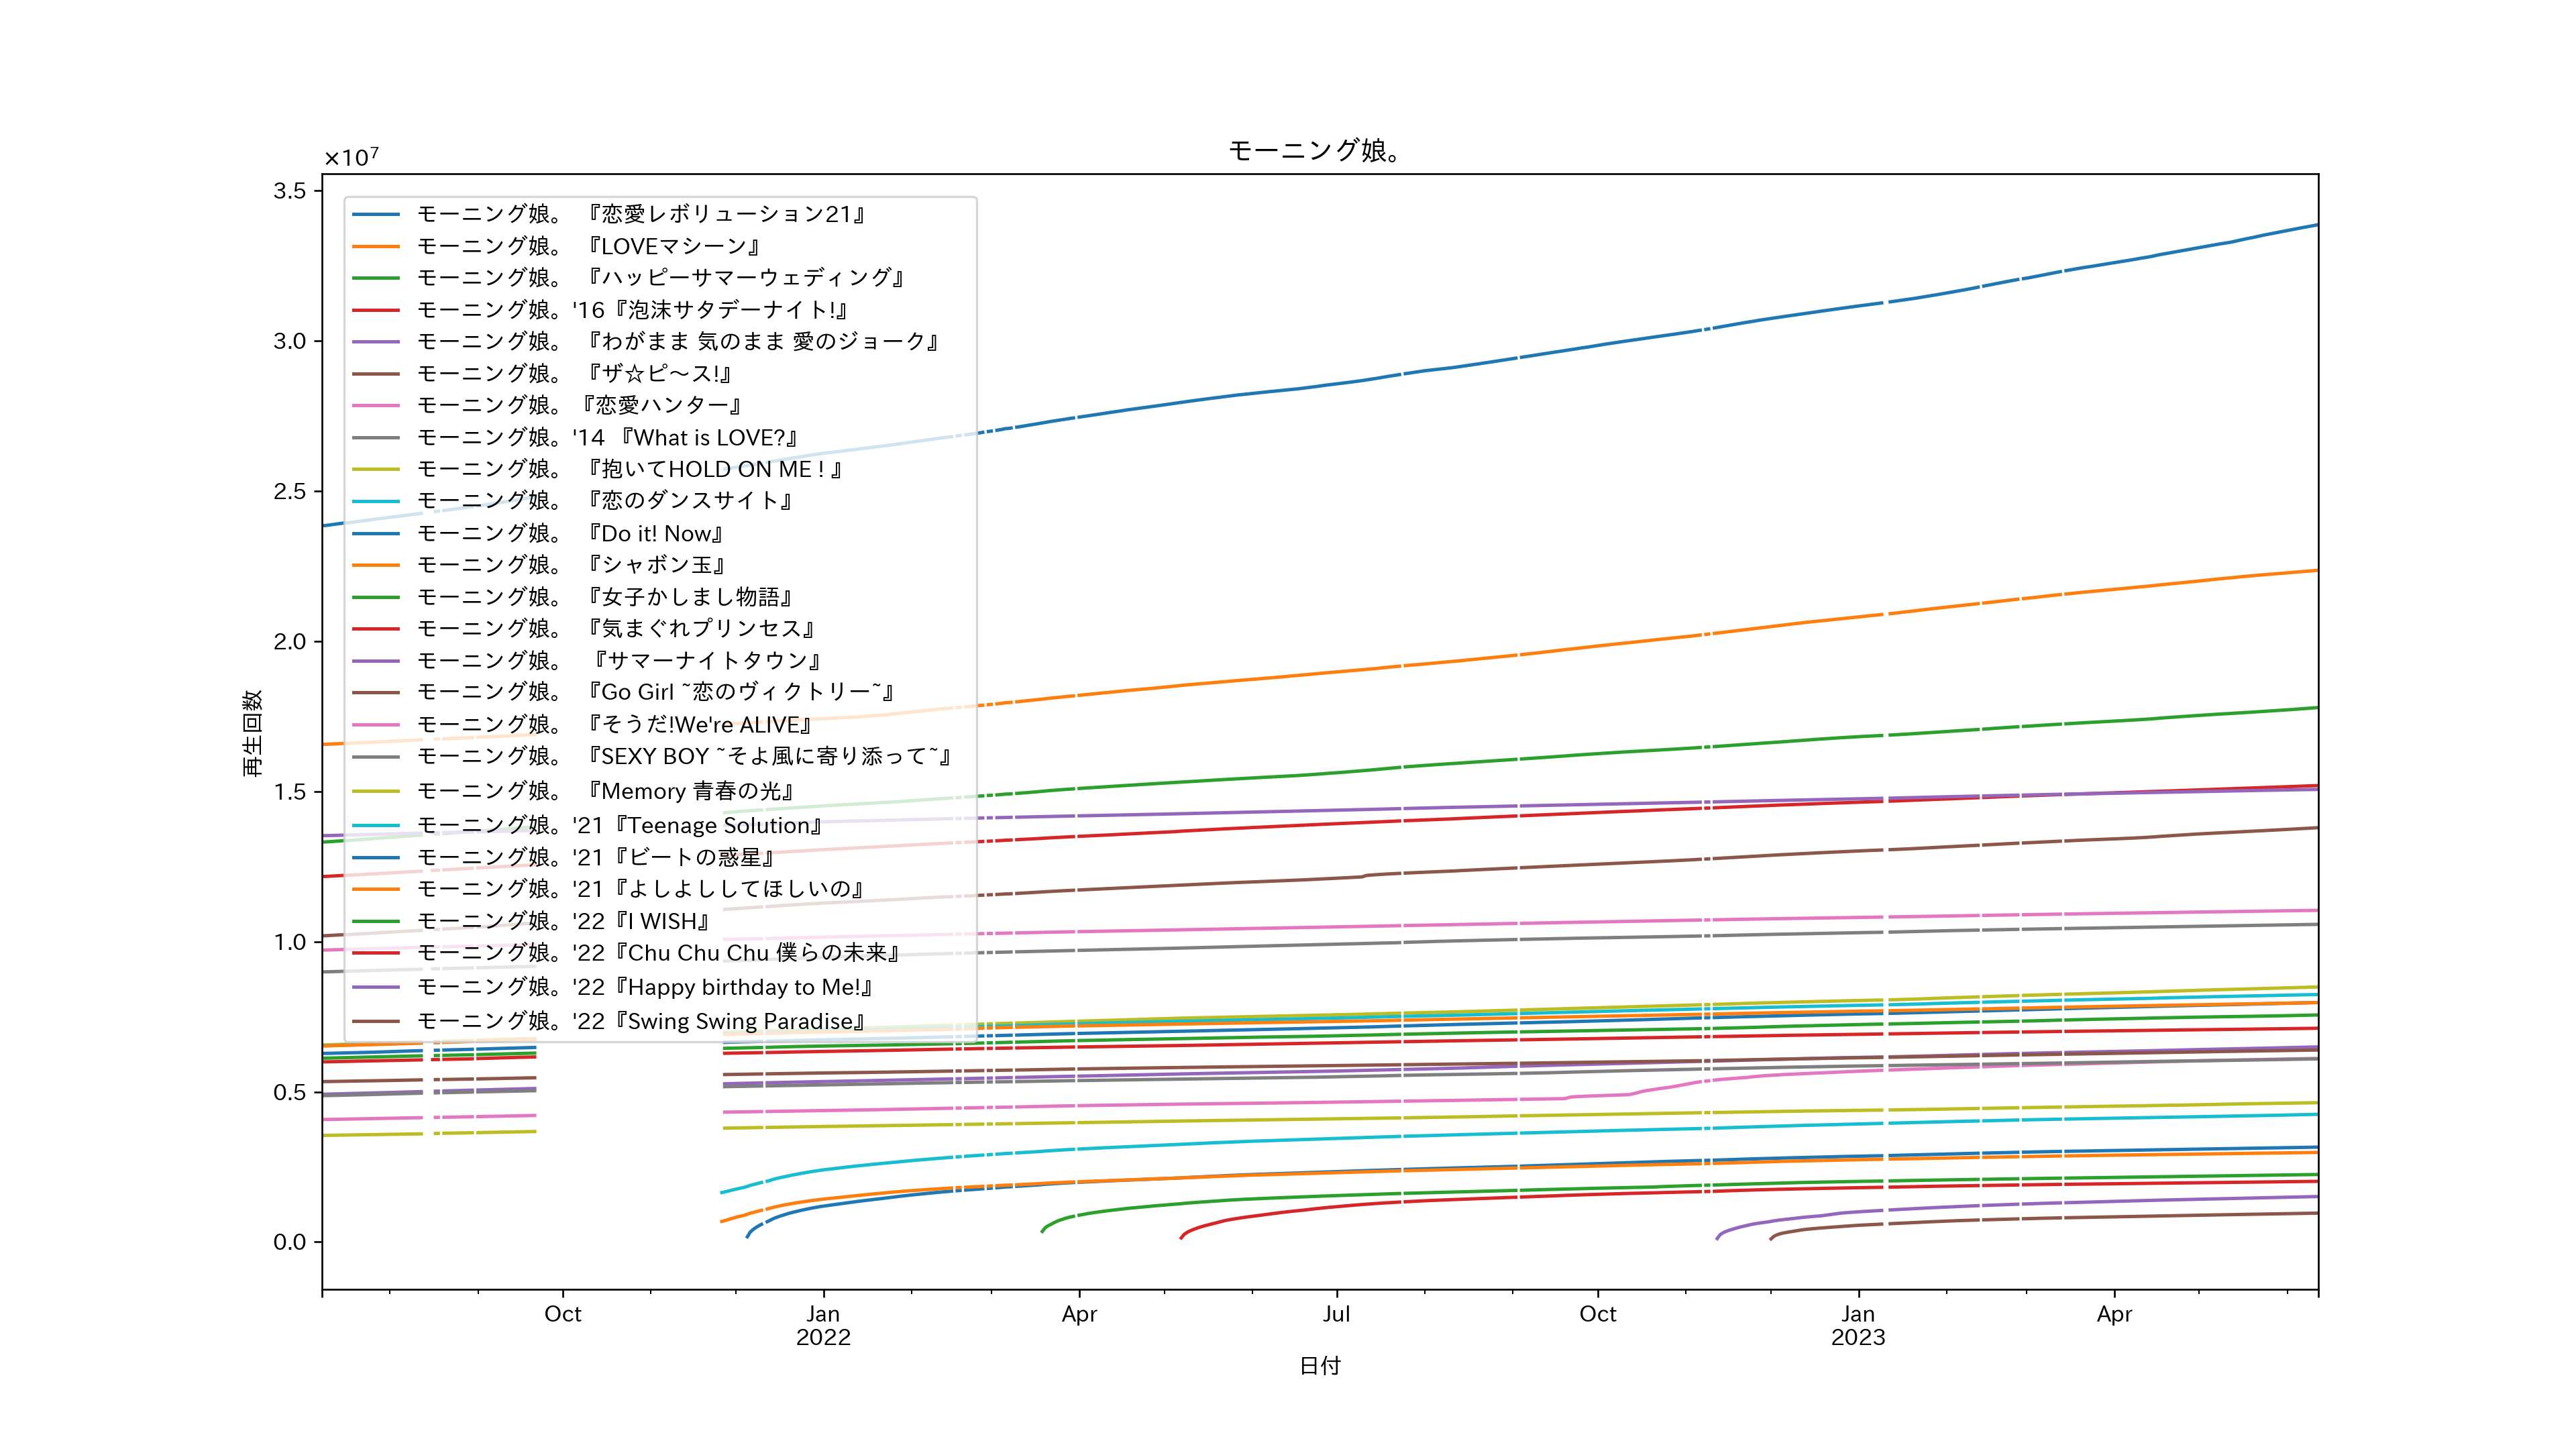 モーニング娘。
×10⁷
3.5
3.0
2.5
2.0
1.5
1.0
0.5
0.0
再生回数
モーニング娘。 『恋愛レボリューション21』
モーニング娘。 『LOVEマシーン』
モーニング娘。 『ハッピーサマーウェディング』
モーニング娘。'16『泡沫サタデーナイト!』
モーニング娘。 『わがまま 気のまま 愛のジョーク』
モーニング娘。 『ザ☆ピ〜ス!』
モーニング娘。『恋愛ハンター』
モーニング娘。'14 『What is LOVE?』
モーニング娘。 『抱いてHOLD ON ME ! 』
モーニング娘。 『恋のダンスサイト』
モーニング娘。 『Do it! Now』
モーニング娘。 『シャボン玉』
モーニング娘。 『女子かしまし物語』
モーニング娘。 『気まぐれプリンセス』
モーニング娘。 『サマーナイトタウン』
モーニング娘。 『Go Girl ~恋のヴィクトリー~』
モーニング娘。 『そうだ!We're ALIVE』
モーニング娘。 『SEXY BOY ~そよ風に寄り添って~』
モーニング娘。 『Memory 青春の光』
モーニング娘。'21『Teenage Solution』
モーニング娘。'21『ビートの惑星』
モーニング娘。'21『よしよししてほしいの』
モーニング娘。'22『I WISH』
モーニング娘。'22『Chu Chu Chu 僕らの未来』
モーニング娘。'22『Happy birthday to Me!』
モーニング娘。'22『Swing Swing Paradise』
Oct Jan Apr Jul Oct Jan Apr
2022 2023
日付